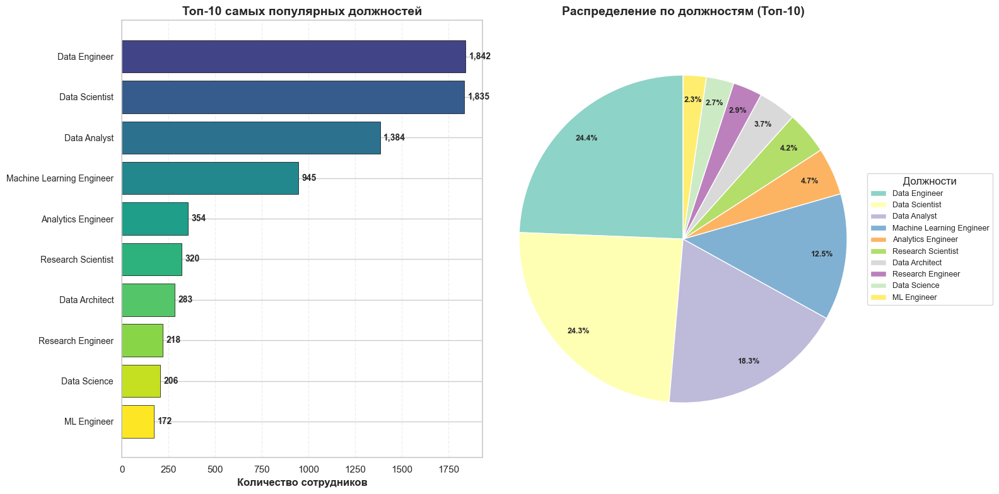 Топ-10 самых популярных должностей
Data Engineer
1,842
Data Scientist
1,835
Data Analyst
1,384
Machine Learning Engineer
945
Analytics Engineer
354
Research Scientist
320
Data Architect
283
Research Engineer
218
Data Science
206
ML Engineer
172
0 250 500 750 1000 1250 1500 1750
Количество сотрудников
Распределение по должностям (Топ-10)
24.4%
24.3%
18.3%
12.5%
4.7%
4.2%
3.7%
2.9%
2.7%
2.3%
Должности
Data Engineer
Data Scientist
Data Analyst
Machine Learning Engineer
Analytics Engineer
Research Scientist
Data Architect
Research Engineer
Data Science
ML Engineer